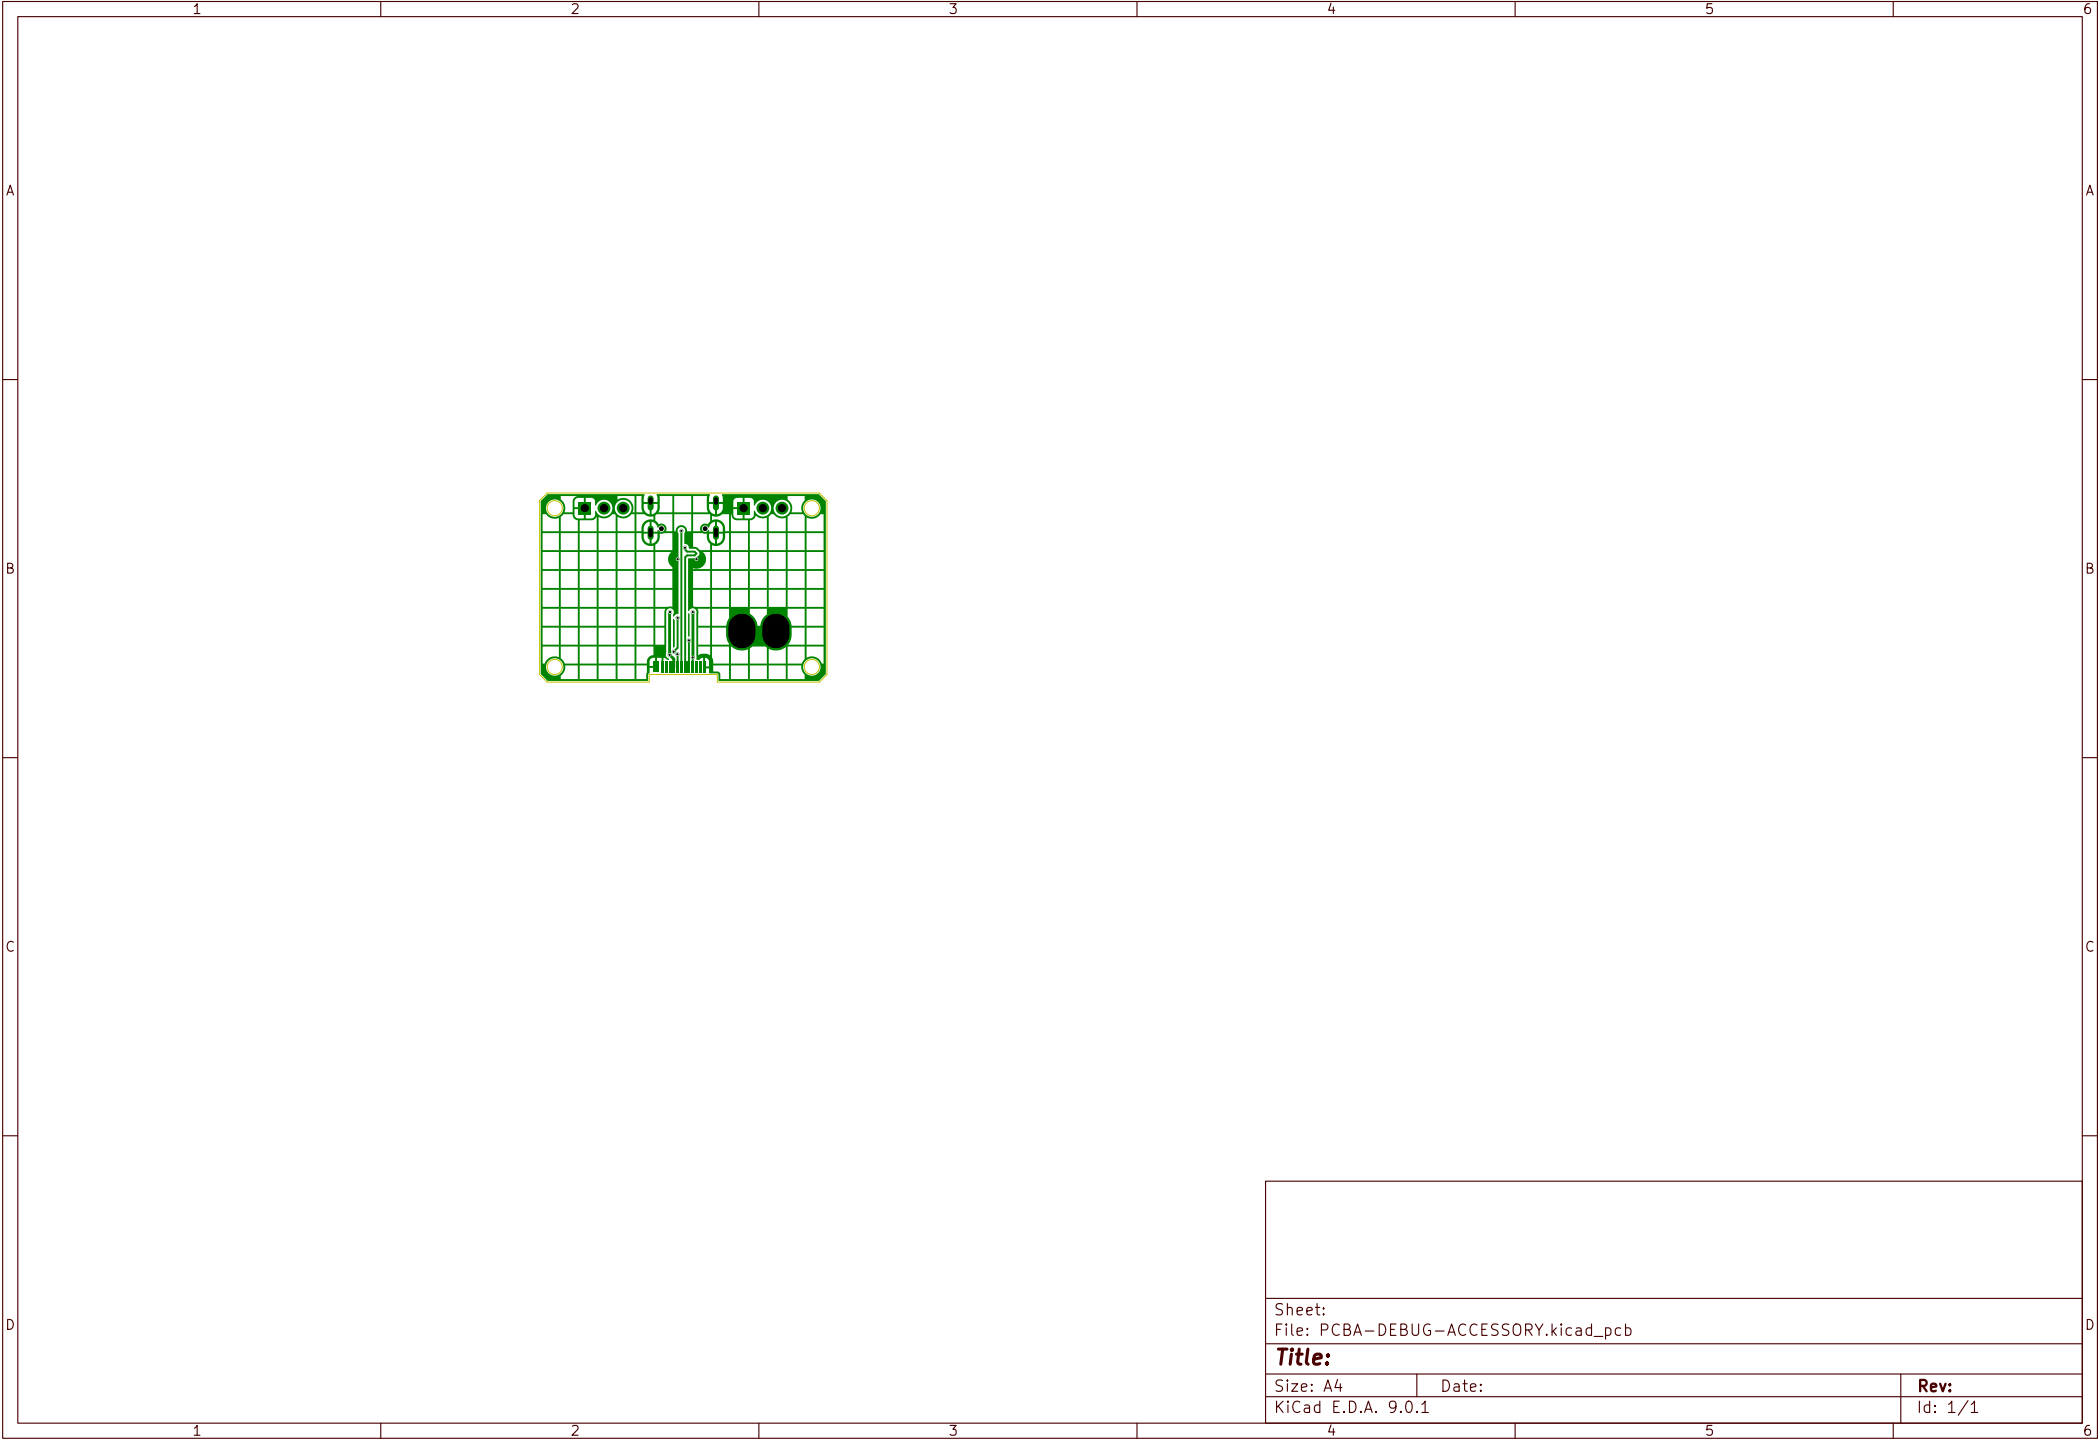 1 2 3 4 5 6
A A
B B
C C
D D
Sheet:
File: PCBA-DEBUG-ACCESSORY.kicad_pcb
Title:
Size: A4 Date: Rev:
KiCad E.D.A. 9.0.1 Id: 1/1
1 2 3 4 5 6